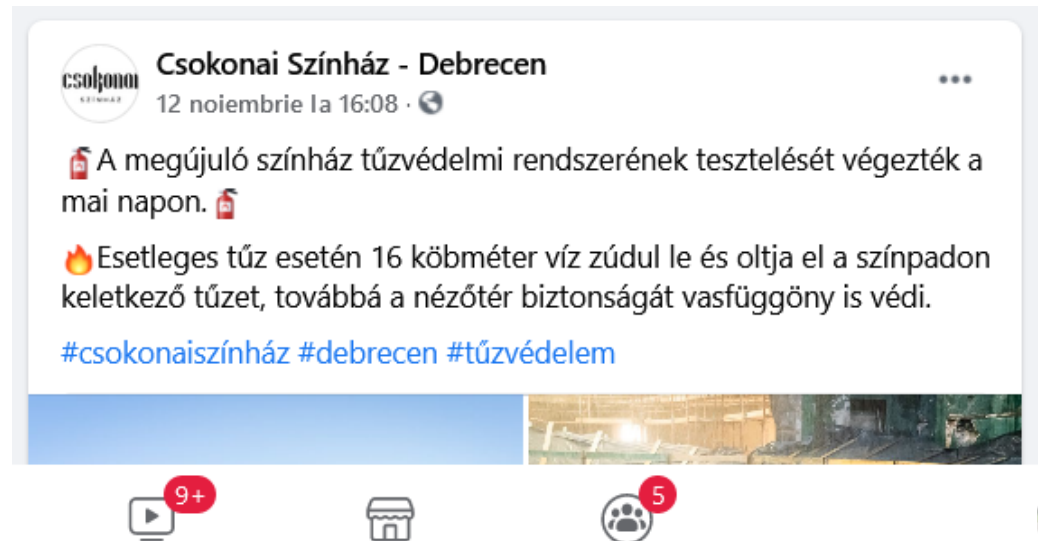 csokonai
SZÍNHÁZ
Csokonai Színház - Debrecen
12 noiembrie la 16:08 ·
🧯A megújuló színház tűzvédelmi rendszerének tesztelését végezték a
mai napon.🧯
🔥Esetleges tűz esetén 16 köbméter víz zúdul le és oltja el a színpadon
keletkező tűzet, továbbá a nézőtér biztonságát vasfüggöny is védi.
#csokonaiszínház #debrecen #tűzvédelem
9+
5